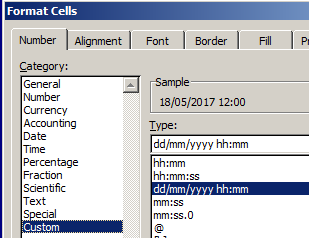 Format Cells
Number Alignment Font Border Fill
Category:
General
Number
Currency
Accounting
Date
Time
Percentage
Fraction
Scientific
Text
Special
Custom
Sample
18/05/2017 12:00
Type:
dd/mm/yyyy hh:mm
hh:mm
hh:mm:ss
dd/mm/yyyy hh:mm
mm:ss
mm:ss.0
@